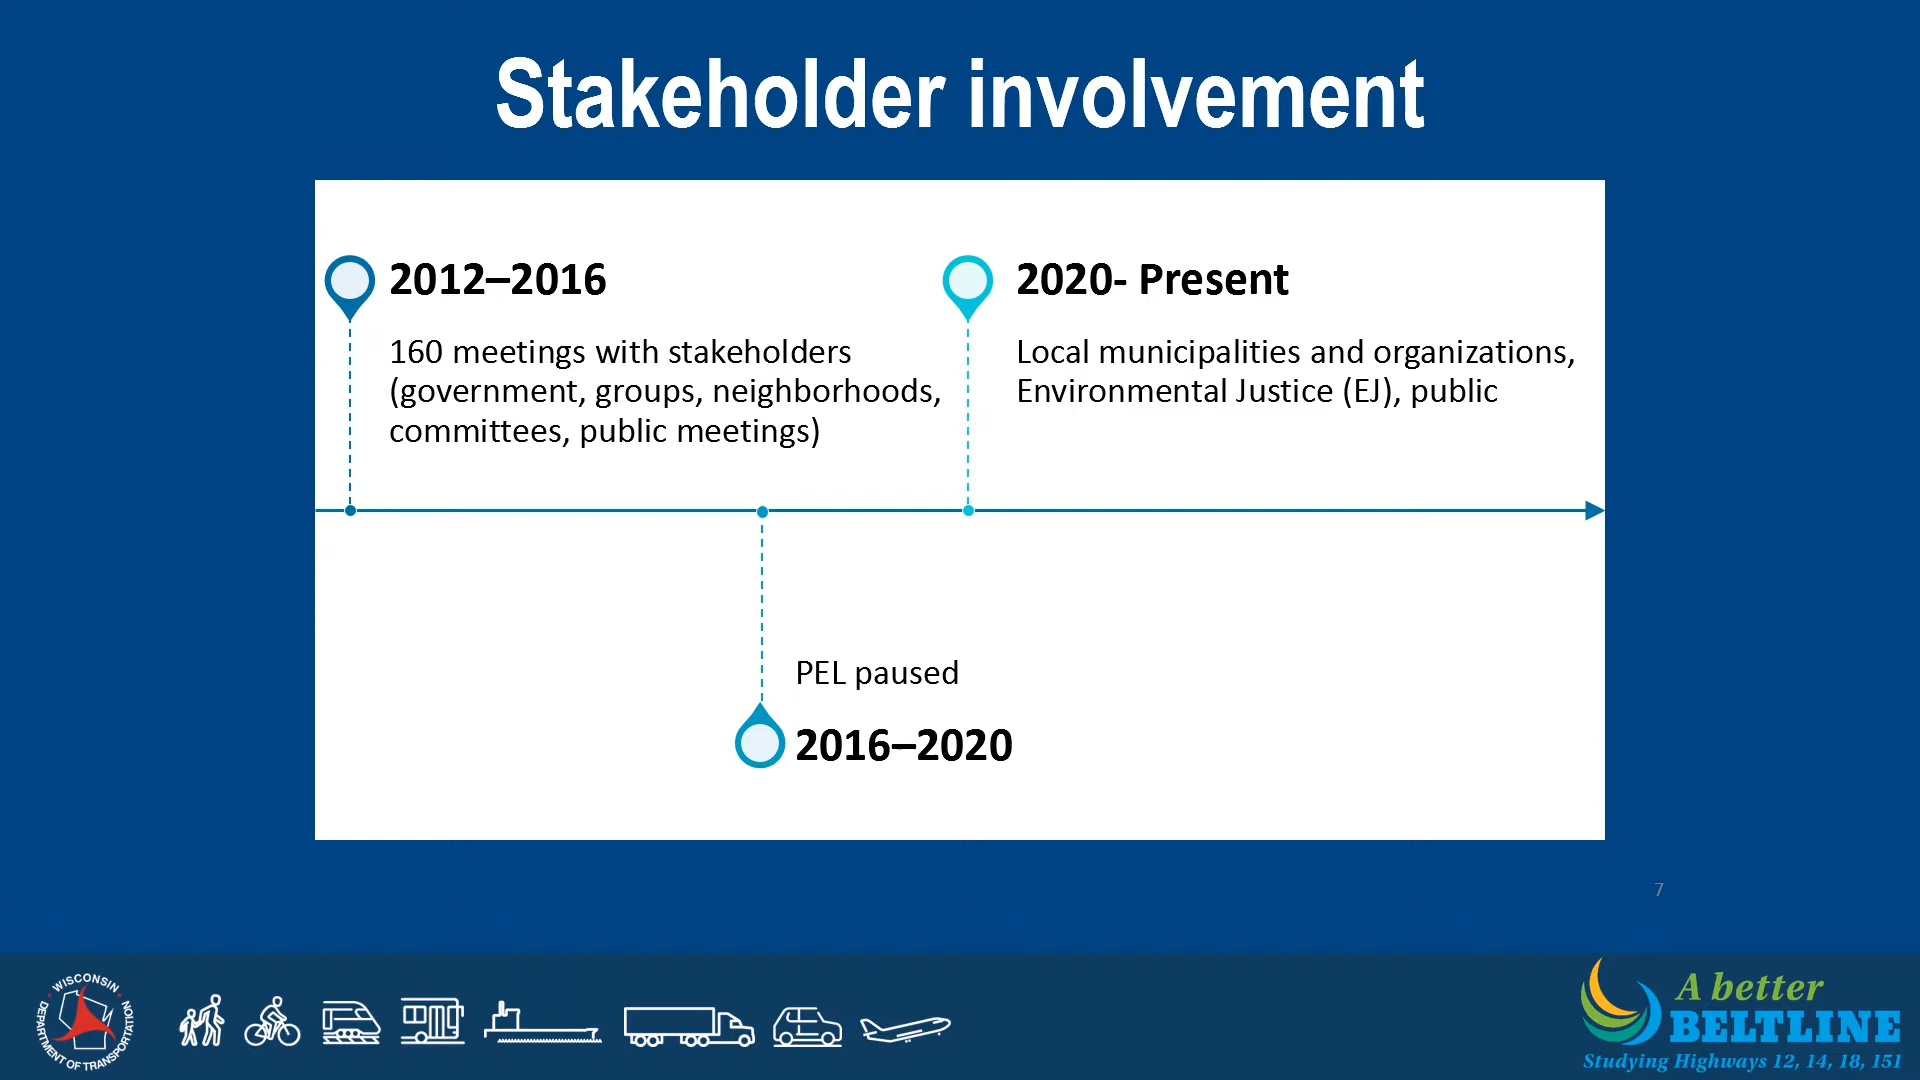 Stakeholder involvement
2012–2016
160 meetings with stakeholders
(government, groups, neighborhoods,
committees, public meetings)
2020- Present
Local municipalities and organizations,
Environmental Justice (EJ), public
PEL paused
2016–2020
7
WISCONSIN
DEPARTMENT OF TRANSPORTATION
A better
BELTLINE
Studying Highways 12, 14, 18, 151